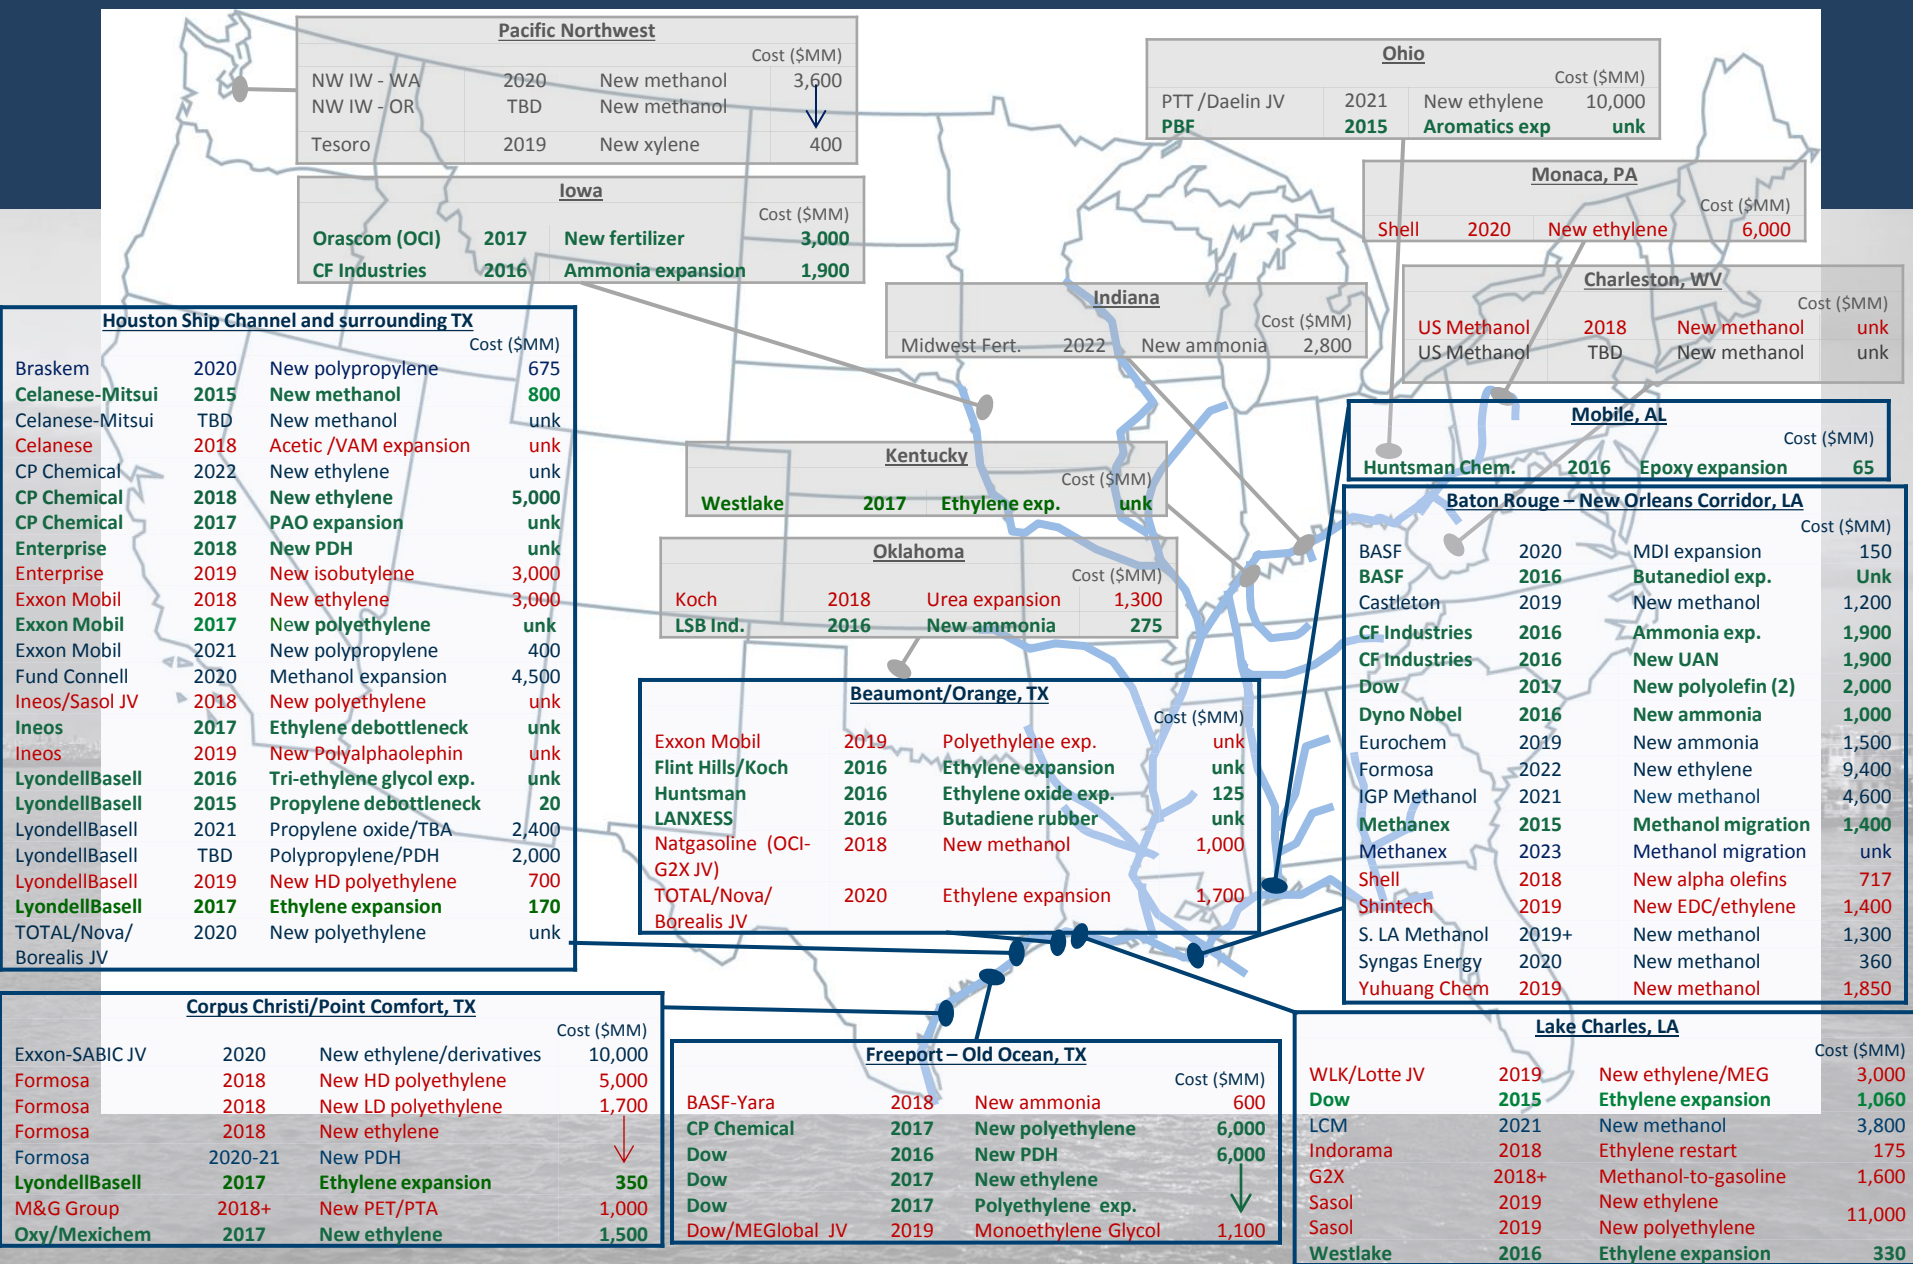 Pacific Northwest
Cost ($MM)
NW IW - WA 2020 New methanol 3,600
NW IW - OR TBD New methanol
Tesoro 2019 New xylene 400
Ohio
Cost ($MM)
PTT /Daelin JV 2021 New ethylene 10,000
PBF 2015 Aromatics exp unk
Monaca, PA
Cost ($MM)
Shell 2020 New ethylene 6,000
Iowa
Cost ($MM)
Orascom (OCI) 2017 New fertilizer 3,000
CF Industries 2016 Ammonia expansion 1,900
Indiana
Cost ($MM)
Midwest Fert. 2022 New ammonia 2,800
Charleston, WV
Cost ($MM)
US Methanol 2018 New methanol unk
US Methanol TBD New methanol unk
Houston Ship Channel and surrounding TX
Cost ($MM)
Braskem 2020 New polypropylene 675
Celanese-Mitsui 2015 New methanol 800
Celanese-Mitsui TBD New methanol unk
Celanese 2018 Acetic /VAM expansion unk
CP Chemical 2022 New ethylene unk
CP Chemical 2018 New ethylene 5,000
CP Chemical 2017 PAO expansion unk
Enterprise 2018 New PDH unk
Enterprise 2019 New isobutylene 3,000
Exxon Mobil 2018 New ethylene 3,000
Exxon Mobil 2017 New polyethylene unk
Exxon Mobil 2021 New polypropylene 400
Fund Connell 2020 Methanol expansion 4,500
Ineos/Sasol JV 2018 New polyethylene unk
Ineos 2017 Ethylene debottleneck unk
Ineos 2019 New Polyalphaolephin unk
LyondellBasell 2016 Tri-ethylene glycol exp. unk
LyondellBasell 2015 Propylene debottleneck 20
LyondellBasell 2021 Propylene oxide/TBA 2,400
LyondellBasell TBD Polypropylene/PDH 2,000
LyondellBasell 2019 New HD polyethylene 700
LyondellBasell 2017 Ethylene expansion 170
TOTAL/Nova/ 2020 New polyethylene unk
Borealis JV
Kentucky
Cost ($MM)
Westlake 2017 Ethylene exp. unk
Oklahoma
Cost ($MM)
Koch 2018 Urea expansion 1,300
LSB Ind. 2016 New ammonia 275
Beaumont/Orange, TX
Cost ($MM)
Exxon Mobil 2019 Polyethylene exp. unk
Flint Hills/Koch 2016 Ethylene expansion unk
Huntsman 2016 Ethylene oxide exp. 125
LANXESS 2016 Butadiene rubber unk
Natgasoline (OCI- 2018 New methanol 1,000
G2X JV)
TOTAL/Nova/ 2020 Ethylene expansion 1,700
Borealis JV
Mobile, AL
Cost ($MM)
Huntsman Chem. 2016 Epoxy expansion 65
Baton Rouge – New Orleans Corridor, LA
Cost ($MM)
BASF 2020 MDI expansion 150
BASF 2016 Butanediol exp. Unk
Castleton 2019 New methanol 1,200
CF Industries 2016 Ammonia exp. 1,900
CF Industries 2016 New UAN 1,900
Dow 2017 New polyolefin (2) 2,000
Dyno Nobel 2016 New ammonia 1,000
Eurochem 2019 New ammonia 1,500
Formosa 2022 New ethylene 9,400
IGP Methanol 2021 New methanol 4,600
Methanex 2015 Methanol migration 1,400
Methanex 2023 Methanol migration unk
Shell 2018 New alpha olefins 717
Shintech 2019 New EDC/ethylene 1,400
S. LA Methanol 2019+ New methanol 1,300
Syngas Energy 2020 New methanol 360
Yuhuang Chem 2019 New methanol 1,850
Corpus Christi/Point Comfort, TX
Cost ($MM)
Exxon-SABIC JV 2020 New ethylene/derivatives 10,000
Formosa 2018 New HD polyethylene 5,000
Formosa 2018 New LD polyethylene 1,700
Formosa 2018 New ethylene
Formosa 2020-21 New PDH
LyondellBasell 2017 Ethylene expansion 350
M&G Group 2018+ New PET/PTA 1,000
Oxy/Mexichem 2017 New ethylene 1,500
Freeport – Old Ocean, TX
Cost ($MM)
BASF-Yara 2018 New ammonia 600
CP Chemical 2017 New polyethylene 6,000
Dow 2016 New PDH 6,000
Dow 2017 New ethylene
Dow 2017 Polyethylene exp.
Dow/MEGlobal JV 2019 Monoethylene Glycol 1,100
Lake Charles, LA
Cost ($MM)
WLK/Lotte JV 2019 New ethylene/MEG 3,000
Dow 2015 Ethylene expansion 1,060
LCM 2021 New methanol 3,800
Indorama 2018 Ethylene restart 175
G2X 2018+ Methanol-to-gasoline 1,600
Sasol 2019 New ethylene
11,000
Sasol 2019 New polyethylene
Westlake 2016 Ethylene expansion 330